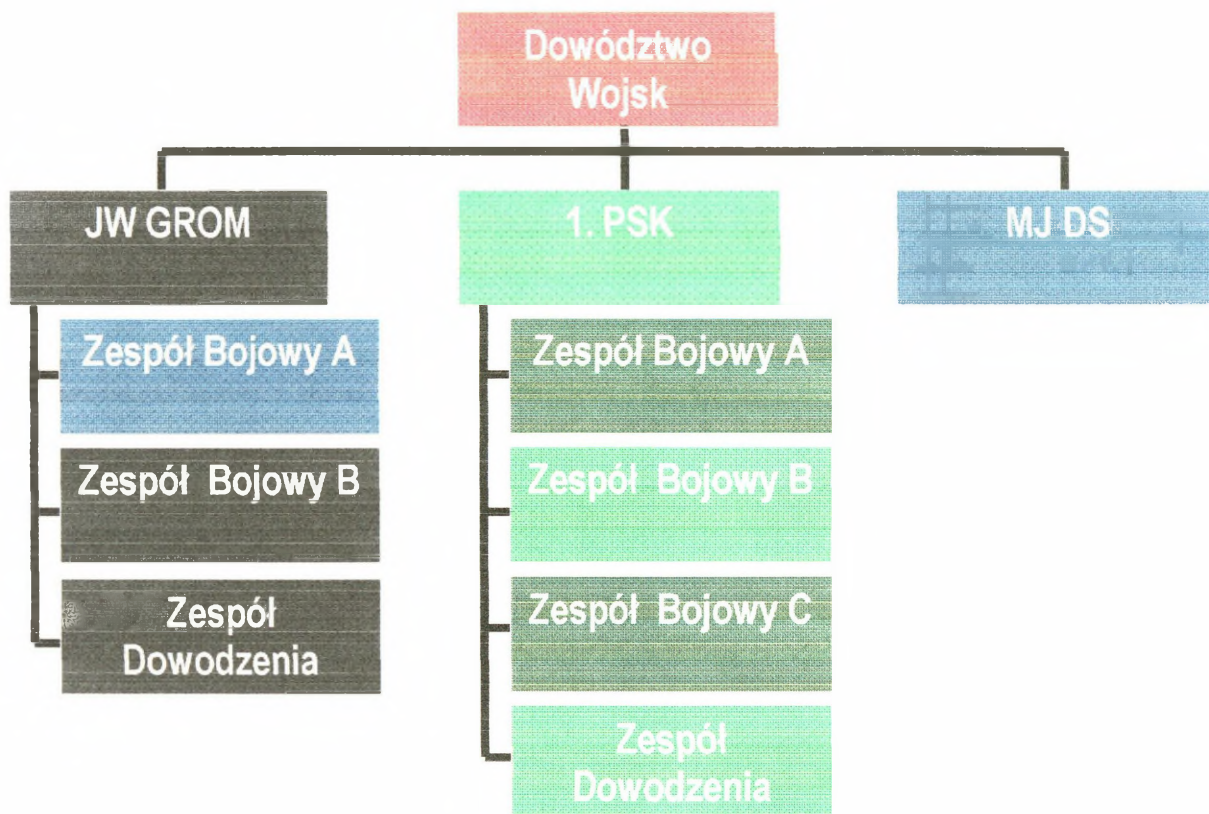 Dowództwo
Wojsk
JW GROM
1. PSK
MJ DS
Zespół Bojowy A
Zespół Bojowy B
Zespół
Dowodzenia
Zespół Bojowy A
Zespół Bojowy B
Zespół Bojowy C
Zespół
Dowodzenia